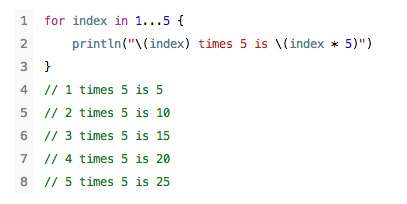 1 for index in 1...5 {
2     println("\(index) times 5 is \(index * 5)")
3 }
4 // 1 times 5 is 5
5 // 2 times 5 is 10
6 // 3 times 5 is 15
7 // 4 times 5 is 20
8 // 5 times 5 is 25